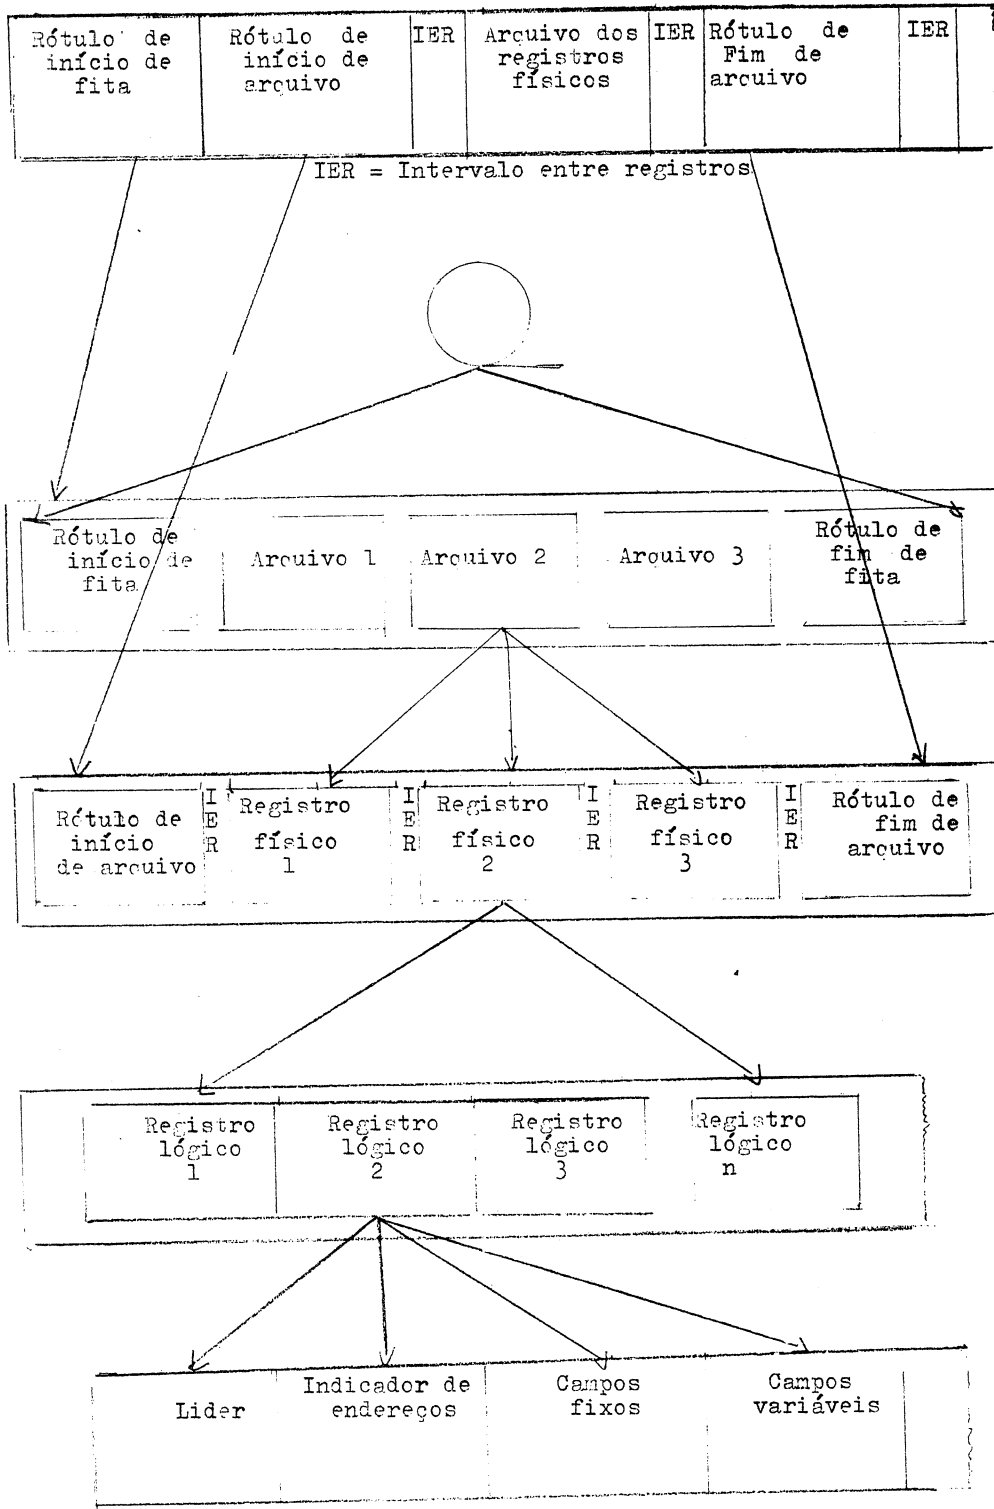 Rótulo de
início de
fita
Rótulo de
início de
arquivo
IER
Arquivo dos
registros
físicos
IER
Rótulo de
Fim de
arquivo
IER
IER = Intervalo entre registros
Rótulo de
início de
fita
Arquivo 1
Arquivo 2
Arquivo 3
Rótulo de
fim de
fita
Rótulo de
início
de arquivo
I
E
R
Registro
físico
1
I
E
R
Registro
físico
2
I
E
R
Registro
físico
3
I
E
R
Rótulo de
fim de
arquivo
Registro
lógico
1
Registro
lógico
2
Registro
lógico
3
Registro
lógico
n
Lider
Indicador de
endereços
Campos
fixos
Campos
variáveis